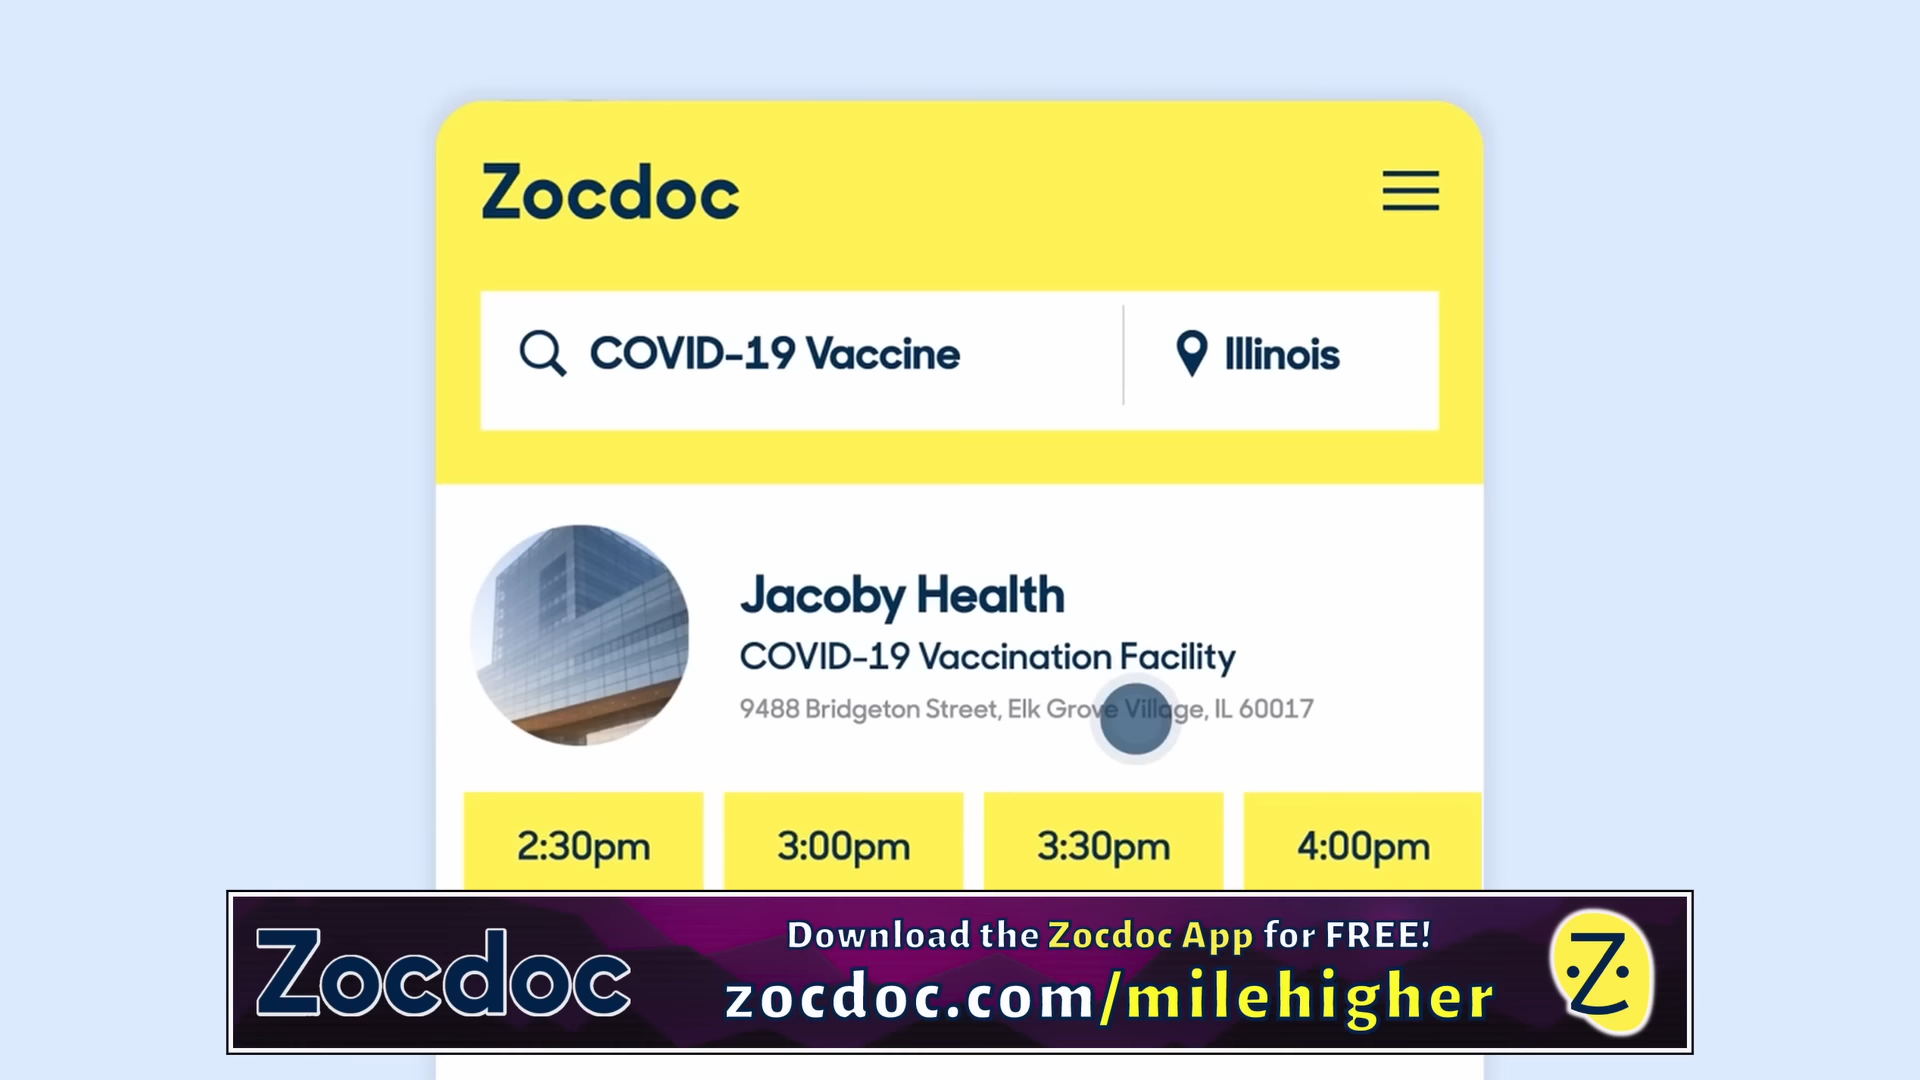 Zocdoc
COVID-19 Vaccine
Illinois
Jacoby Health
COVID-19 Vaccination Facility
9488 Bridgeton Street, Elk Grove Village, IL 60017
2:30pm
3:00pm
3:30pm
4:00pm
Zocdoc
Download the Zocdoc App for FREE!
zocdoc.com/milehigher
Z